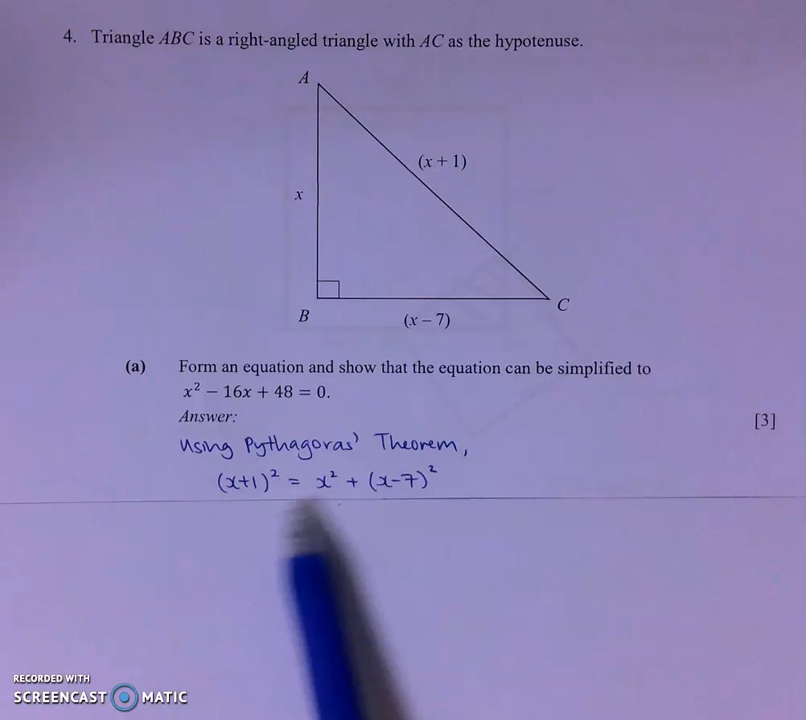 4. Triangle ABC is a right-angled triangle with AC as the hypotenuse.
A
(x + 1)
x
B
C
(x – 7)
(a) Form an equation and show that the equation can be simplified to
x² − 16x + 48 = 0.
Answer:
[3]
Using Pythagoras' Theorem,
(x+1)² = x² + (x-7)²
RECORDED WITH
SCREENCAST MATIC